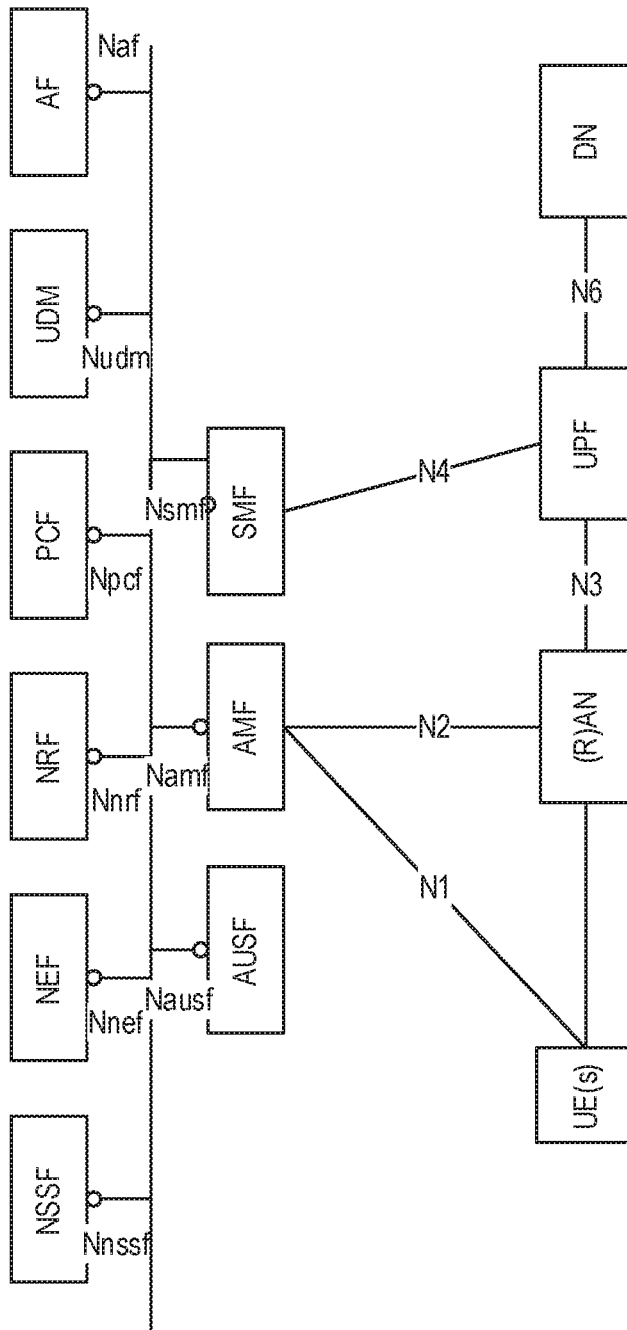 NSSF
NEF
NRF
PCF
UDM
AF
Nnssf
Nnef
Nnrf
Npcf
Nudm
Naf
Nausf
Namf
Nsmf
AUSF
AMF
SMF
N1
N2
N4
UE(s)
(R)AN
N3
UPF
N6
DN